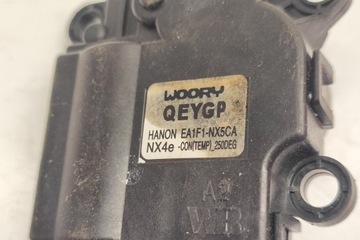 WOORY
QEYGP
HANON EA1F1-NX5CA
NX4e -CON(TEMP)_250DEG